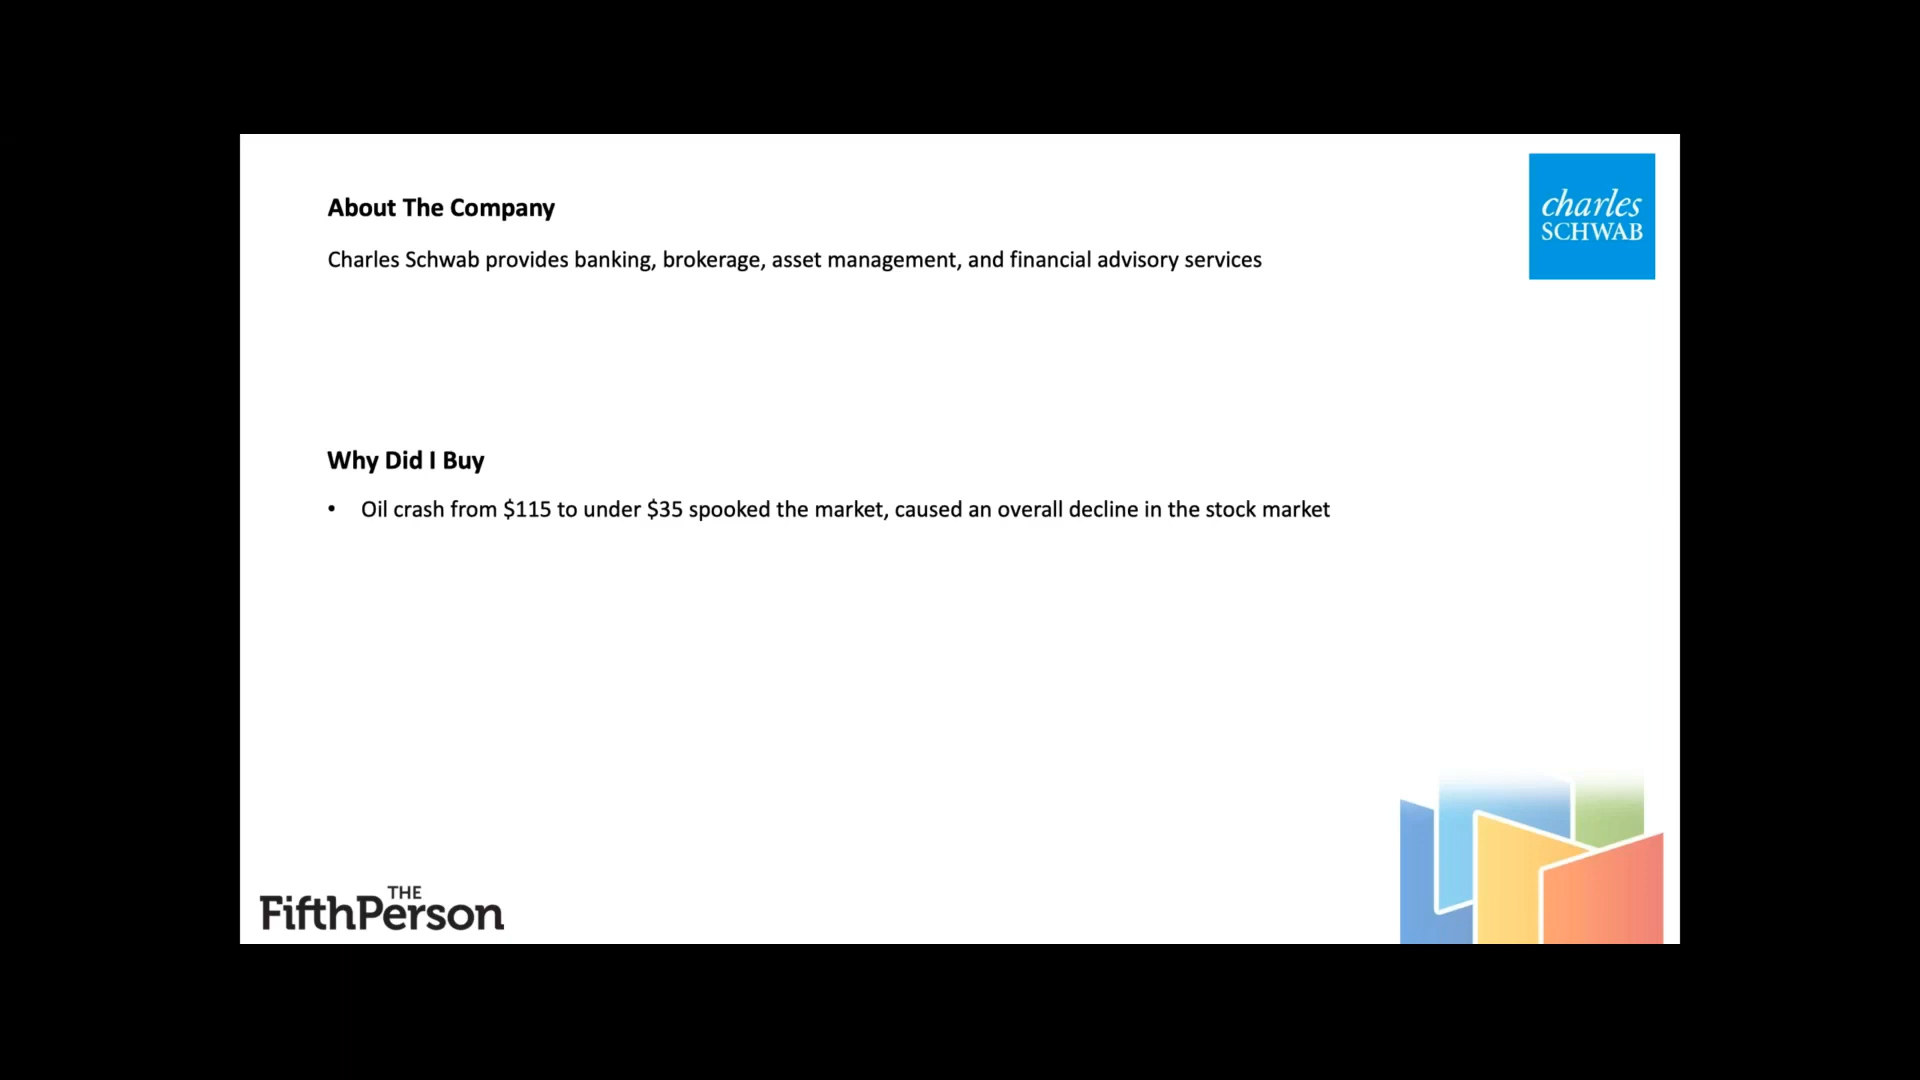 charles
SCHWAB
About The Company
Charles Schwab provides banking, brokerage, asset management, and financial advisory services
Why Did I Buy
• Oil crash from $115 to under $35 spooked the market, caused an overall decline in the stock market
THE
FifthPerson